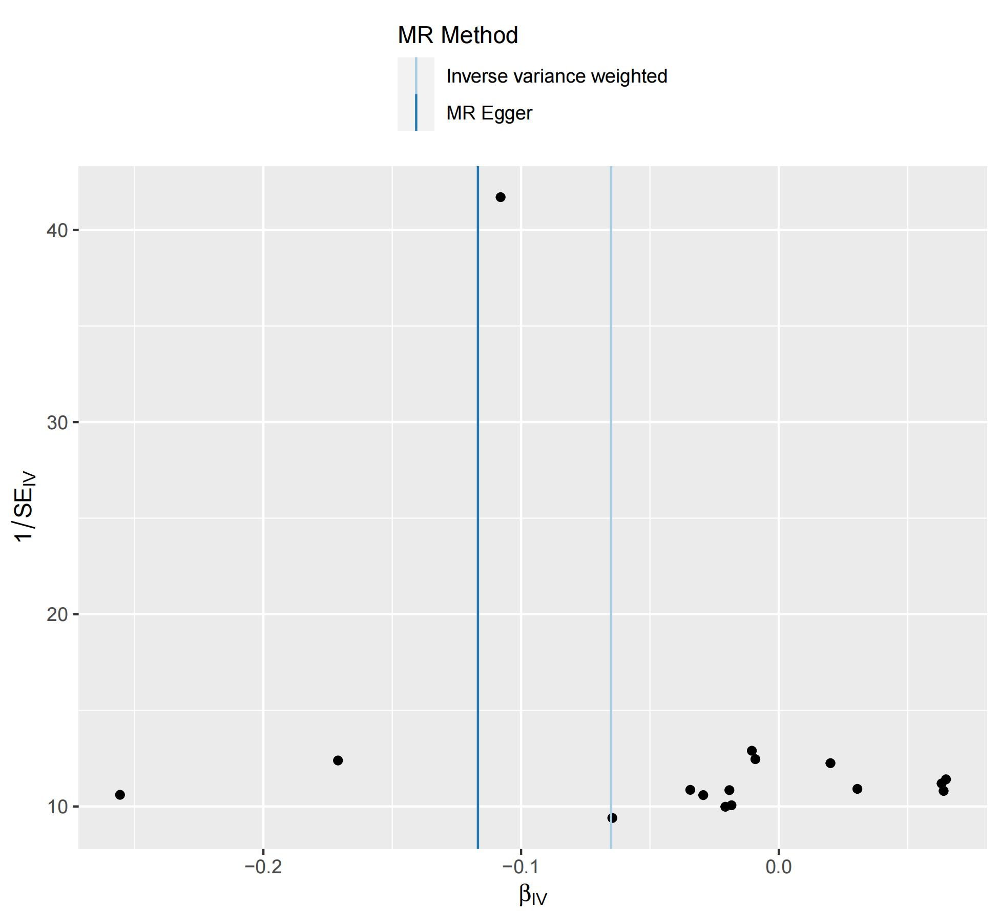 MR Method
Inverse variance weighted
MR Egger
40
30
20
10
1/SEIV
−0.2
−0.1
0.0
βIV